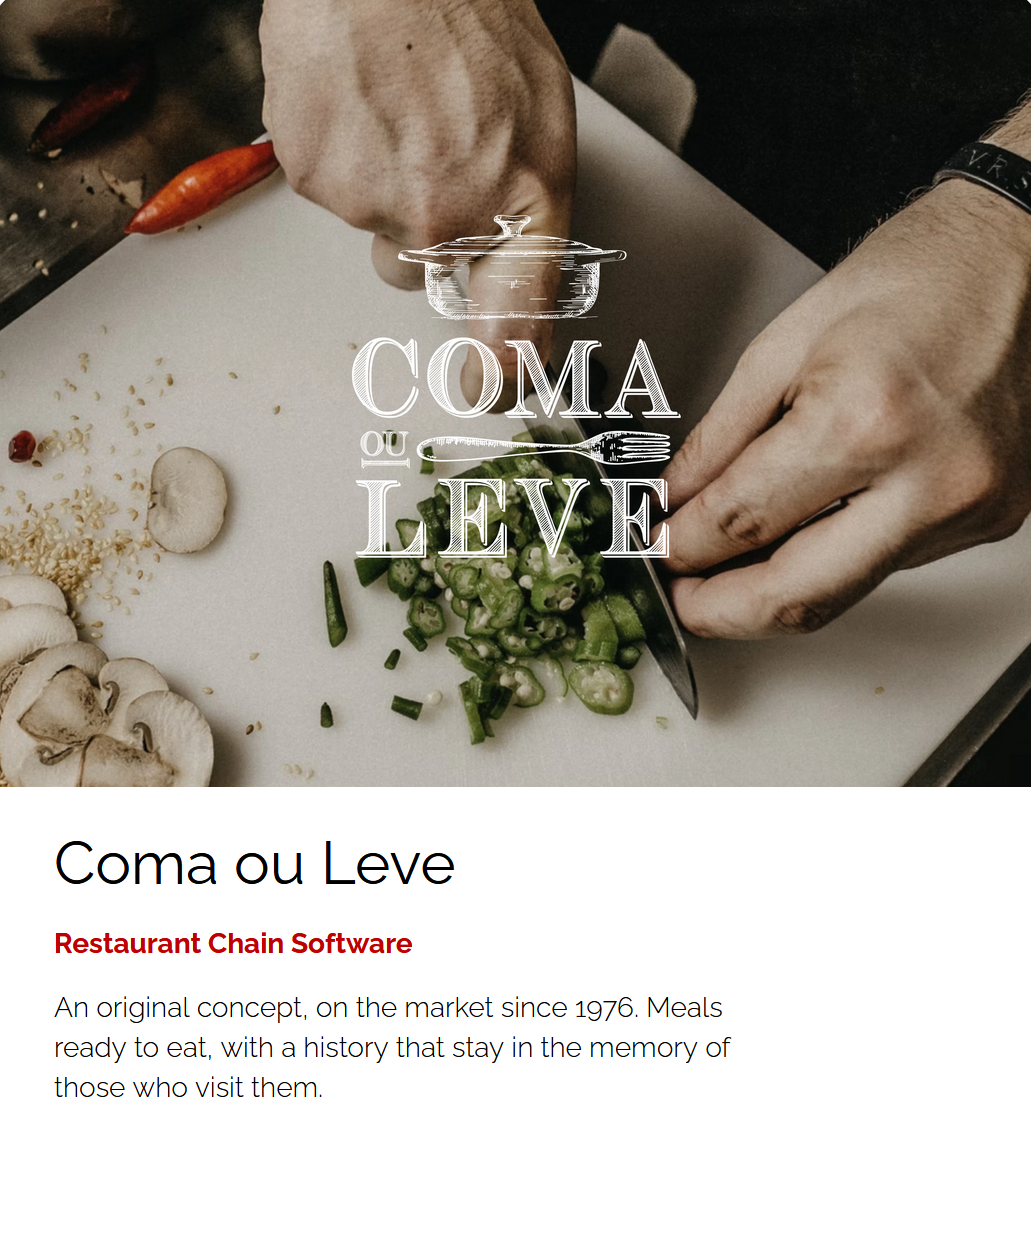 V.R.S
COMA
OU
LEVE
Coma ou Leve
Restaurant Chain Software
An original concept, on the market since 1976. Meals
ready to eat, with a history that stay in the memory of
those who visit them.